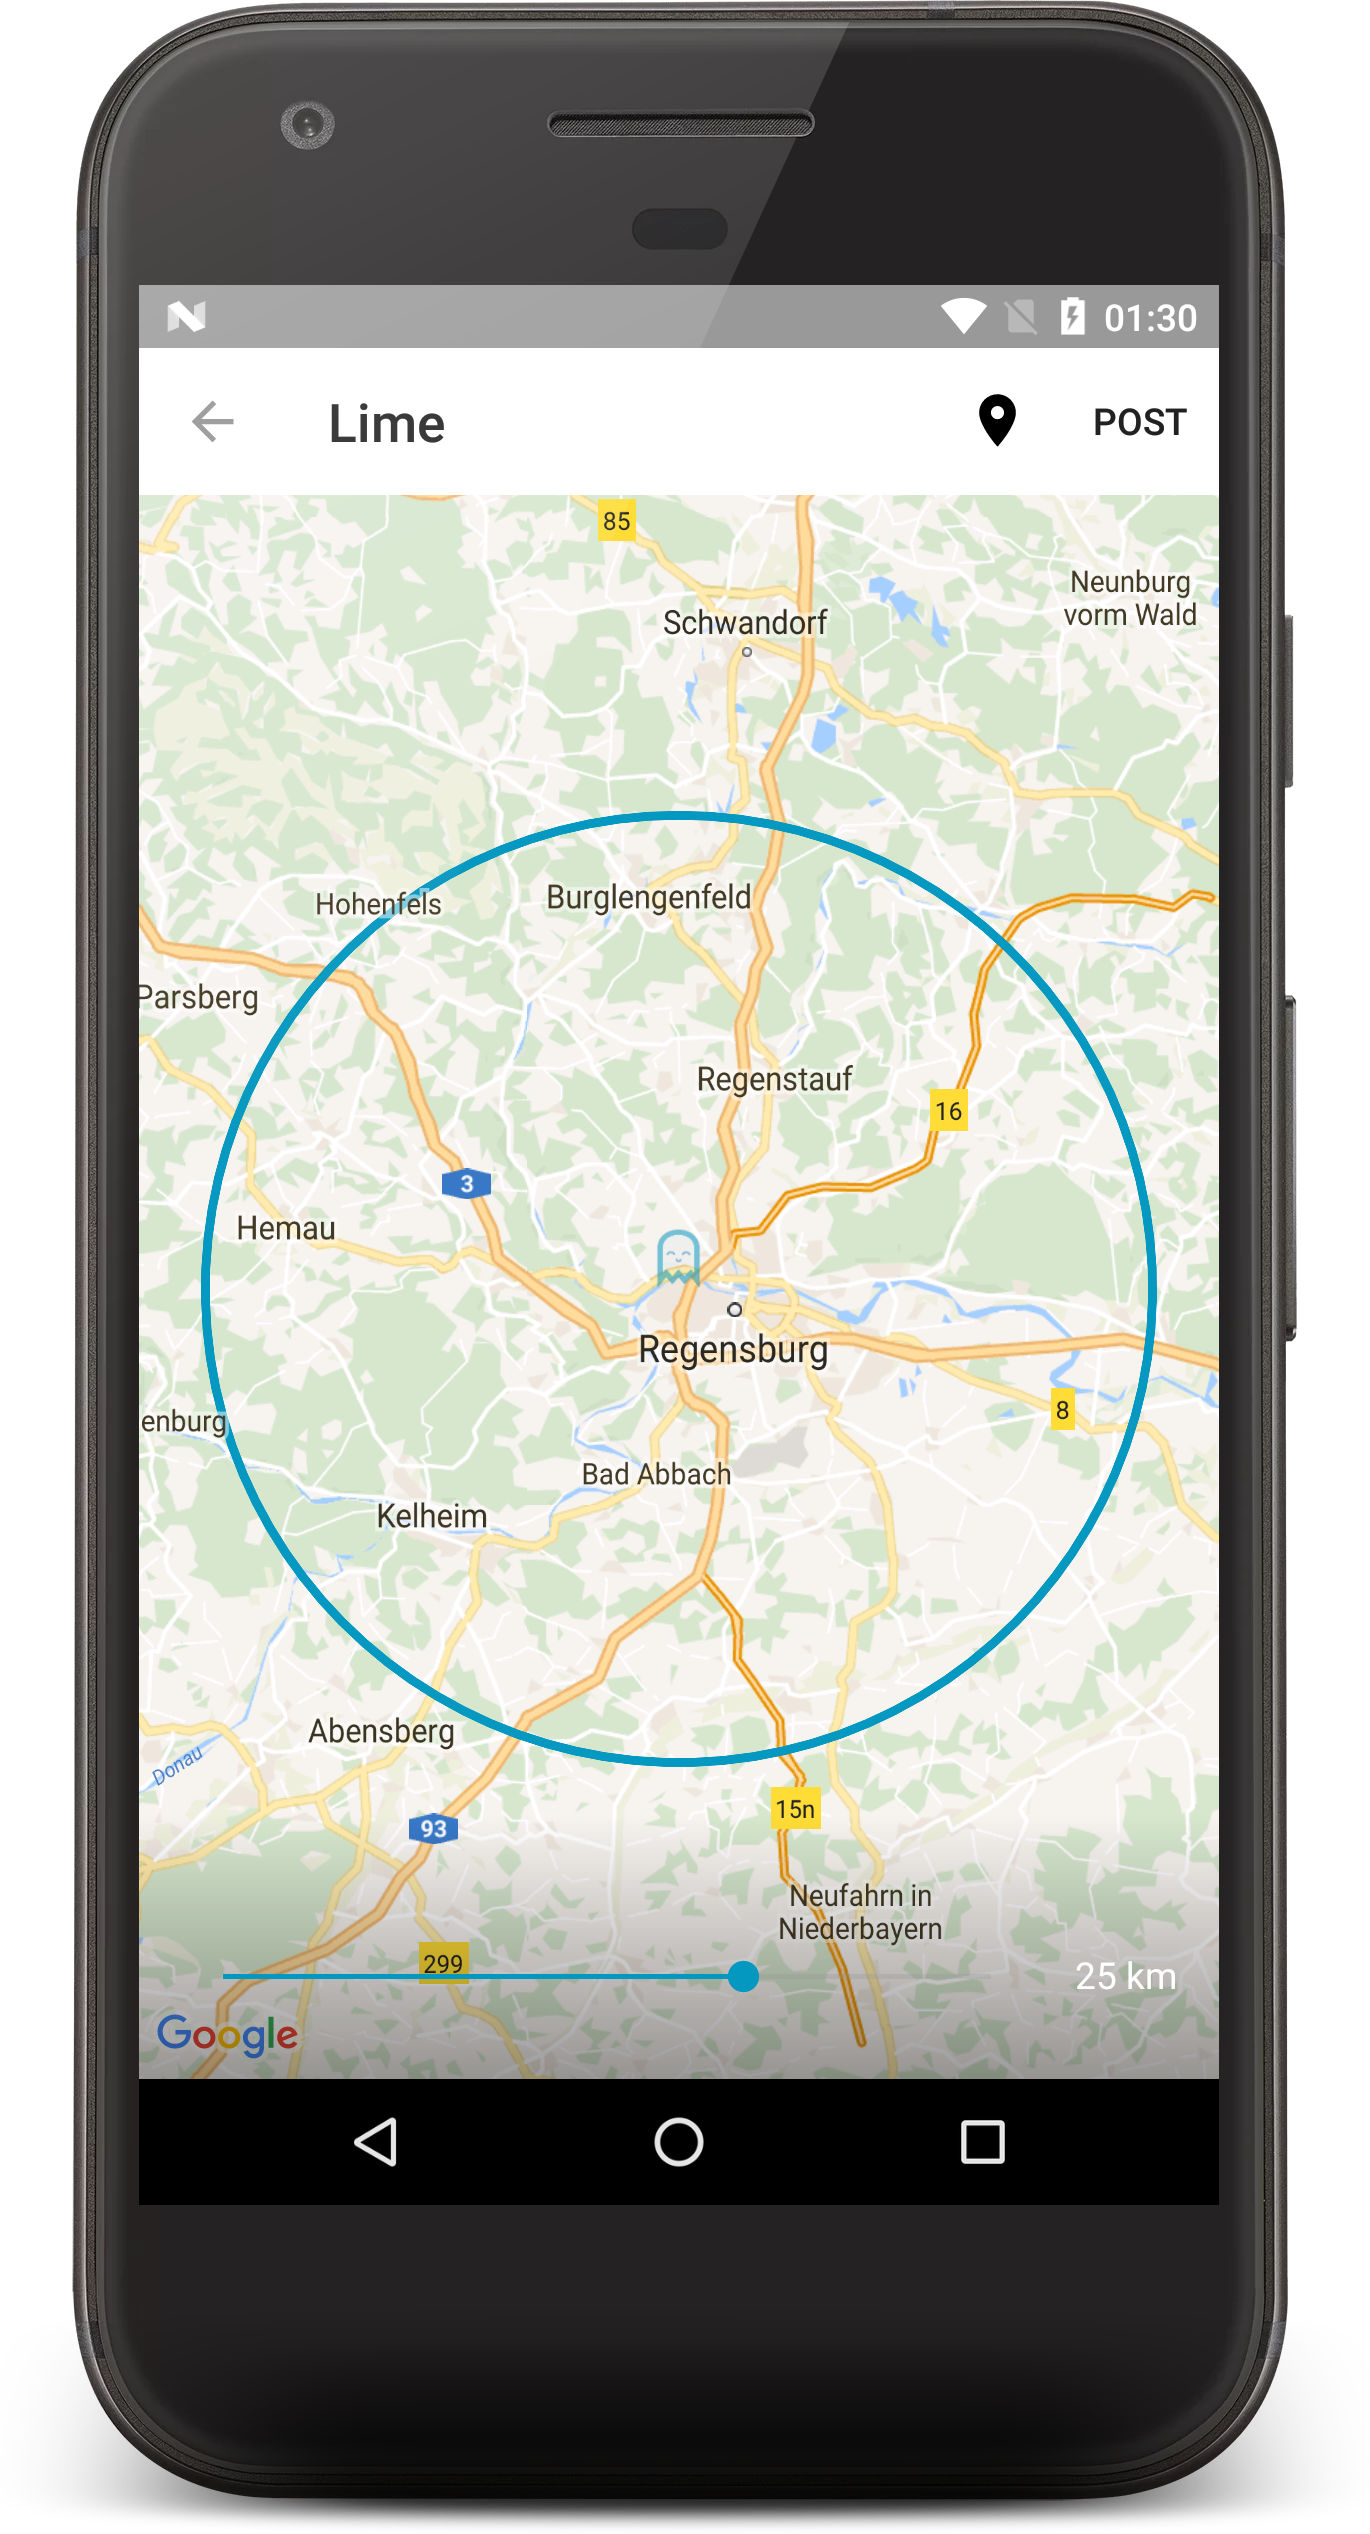 01:30
Lime
POST
85
Neunburg
vorm Wald
Schwandorf
Hohenfels
Burglengenfeld
Parsberg
Regenstauf
16
3
Hemau
Regensburg
8
enburg
Bad Abbach
Kelheim
Abensberg
Donau
15n
93
Neufahrn in
Niederbayern
299
25 km
Google